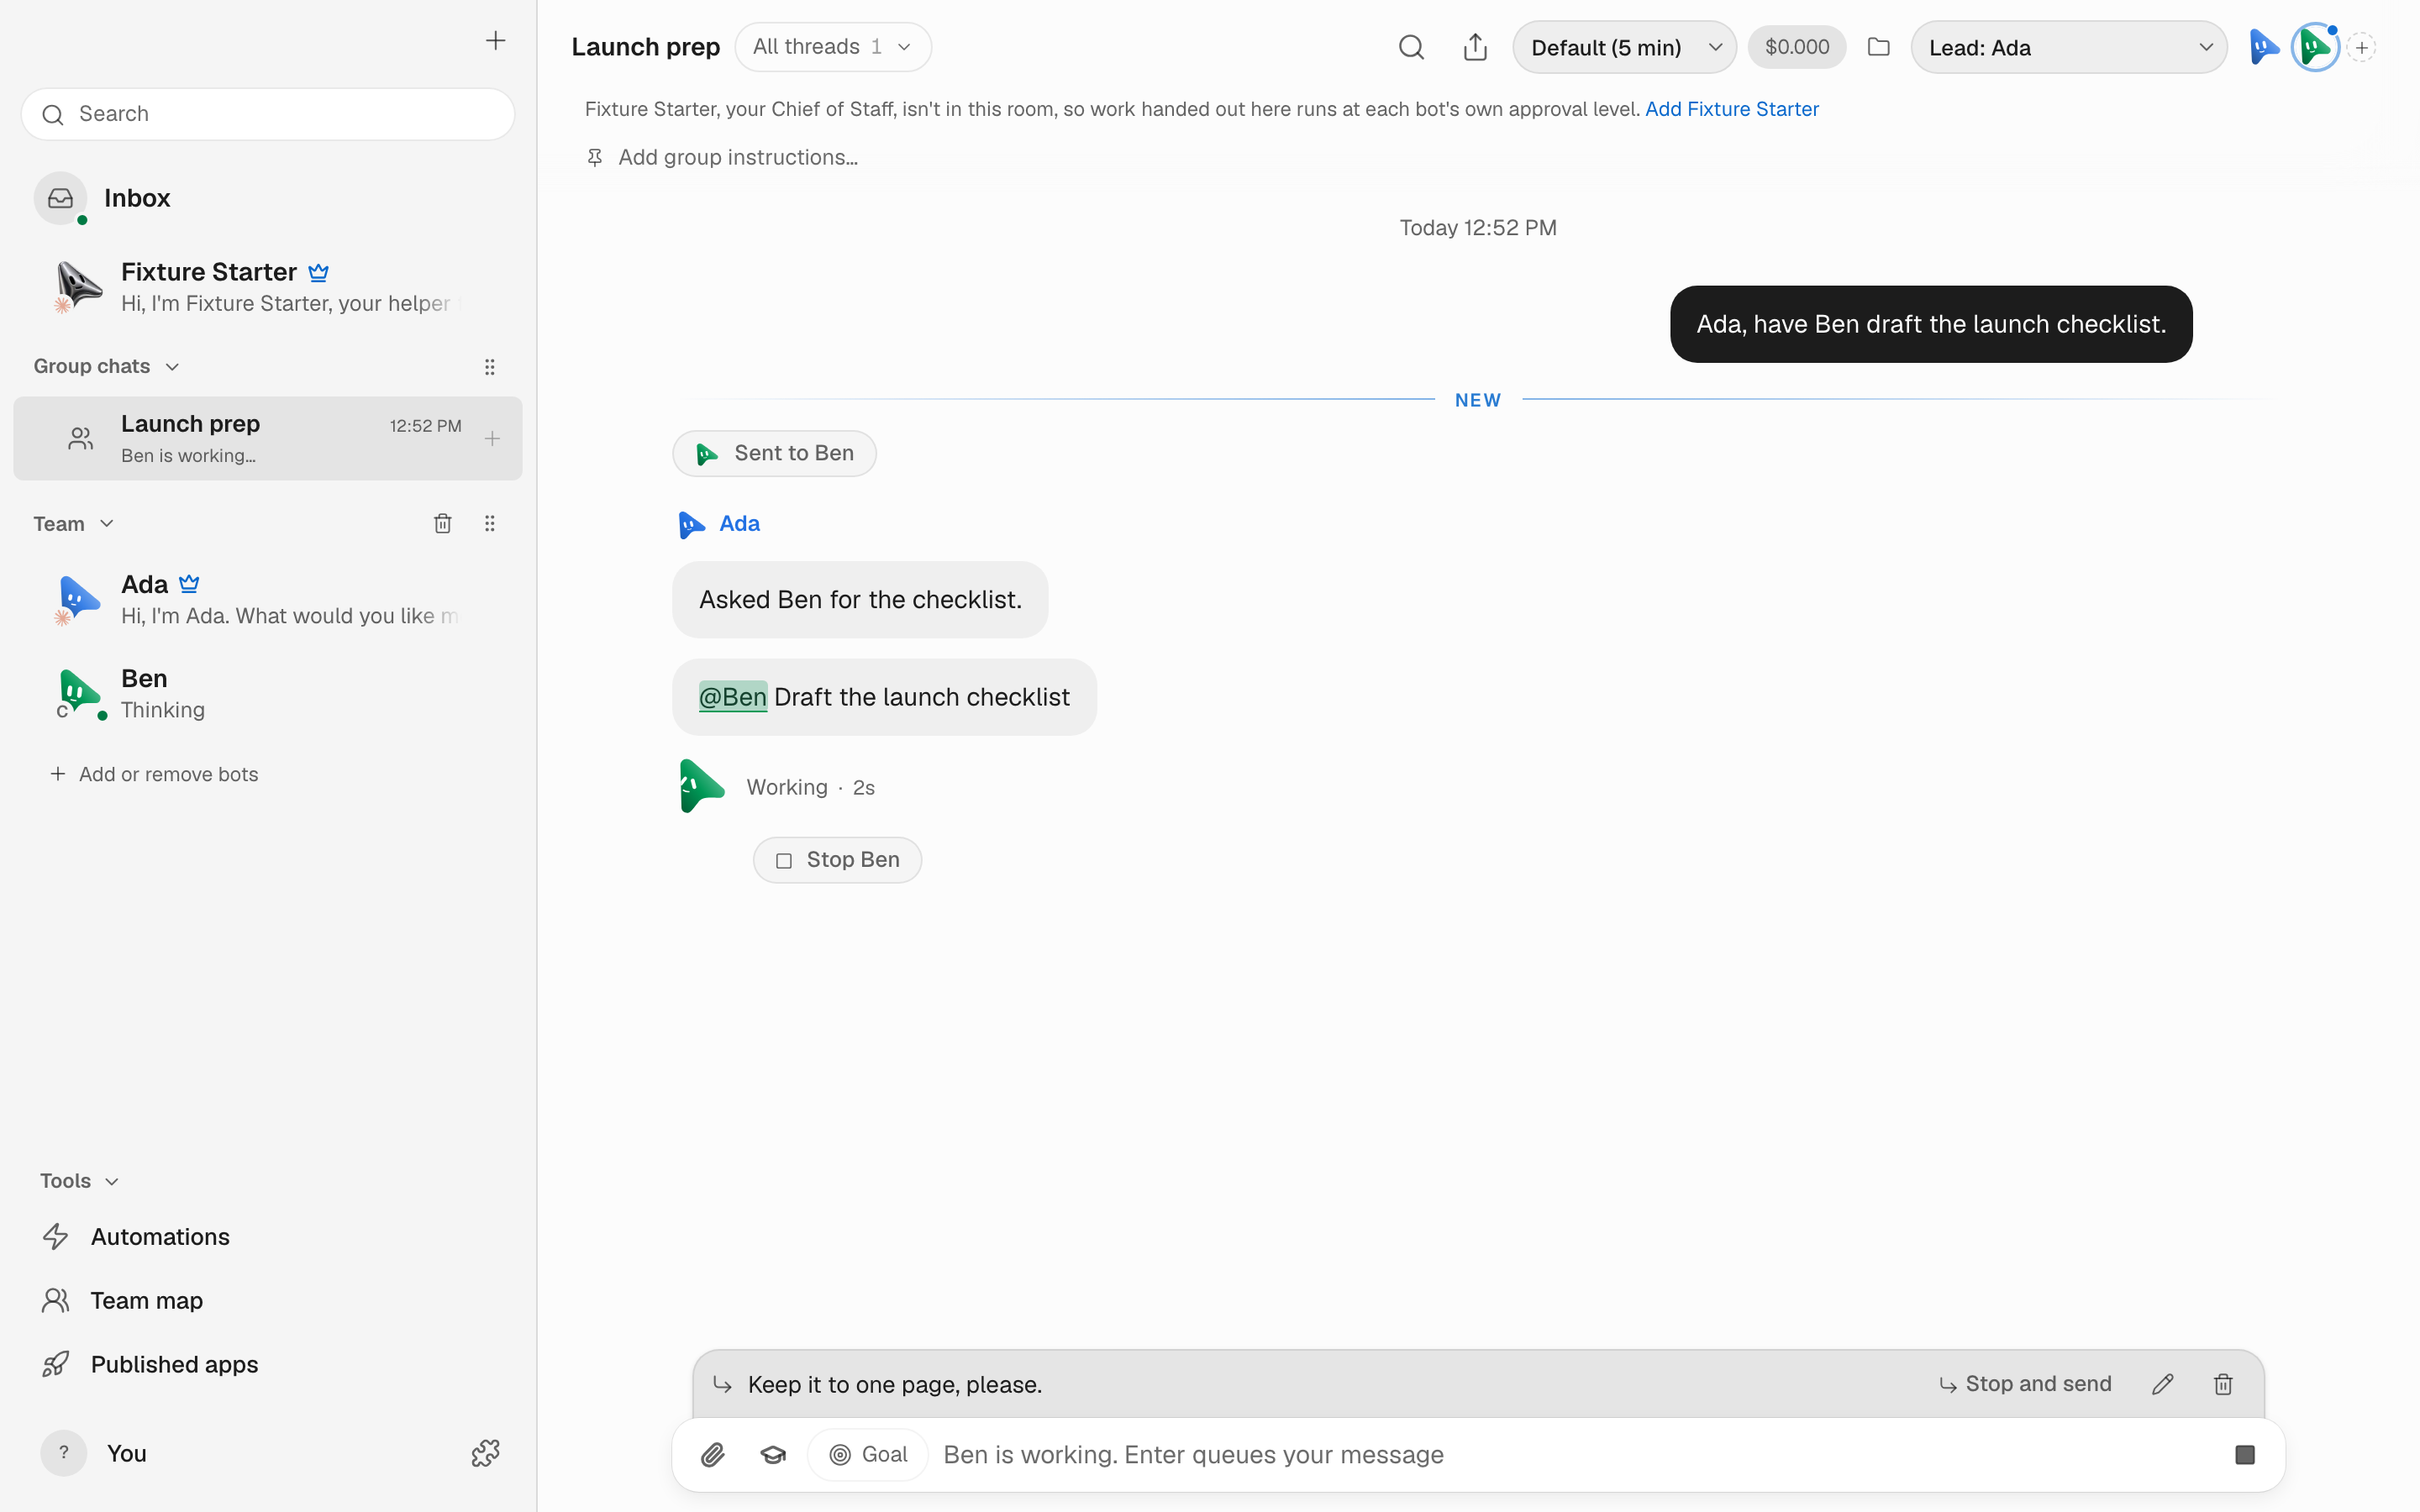 Search
Inbox
Fixture Starter
Hi, I'm Fixture Starter, your helper
Group chats
Launch prep
12:52 PM
Ben is working...
Team
Ada
Hi, I'm Ada. What would you like m
Ben
C
Thinking
Add or remove bots
Tools
Automations
Team map
Published apps
? You
Launch prep
All threads 1
Default (5 min)
$0.000
Lead: Ada
Fixture Starter, your Chief of Staff, isn't in this room, so work handed out here runs at each bot's own approval level. Add Fixture Starter
Add group instructions...
Today 12:52 PM
Ada, have Ben draft the launch checklist.
NEW
Sent to Ben
Ada
Asked Ben for the checklist.
@Ben Draft the launch checklist
Working · 2s
Stop Ben
Keep it to one page, please.
Stop and send
Goal
Ben is working. Enter queues your message